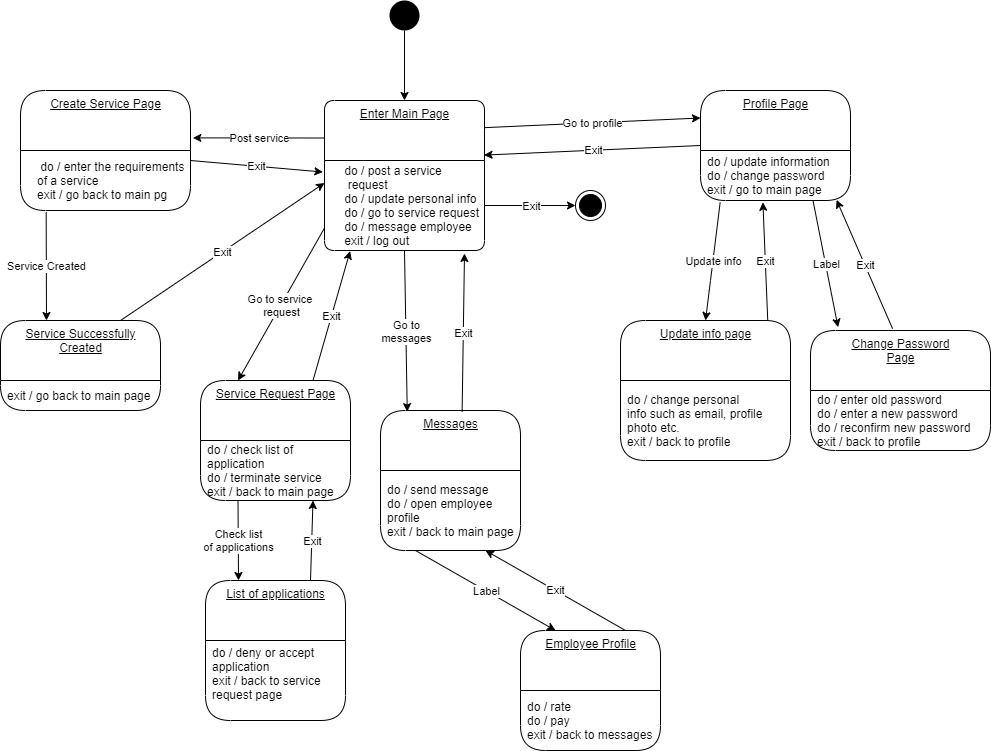 Create Service Page
do / enter the requirements
of a service
exit / go back to main pg
Post service
Exit
Enter Main Page
do / post a service
request
do / update personal info
do / go to service request
do / message employee
exit / log out
Go to profile
Exit
Exit
Profile Page
do / update information
do / change password
exit / go to main page
Service Created
Exit
Service Successfully
Created
exit / go back to main page
Go to service
request
Exit
Go to
messages
Exit
Update info
Exit
Label
Exit
Update info page
do / change personal
info such as email, profile
photo etc.
exit / back to profile
Change Password
Page
do / enter old password
do / enter a new password
do / reconfirm new password
exit / back to profile
Service Request Page
do / check list of
application
do / terminate service
exit / back to main page
Messages
do / send message
do / open employee
profile
exit / back to main page
Check list
of applications
Exit
List of applications
do / deny or accept
application
exit / back to service
request page
Label
Exit
Employee Profile
do / rate
do / pay
exit / back to messages